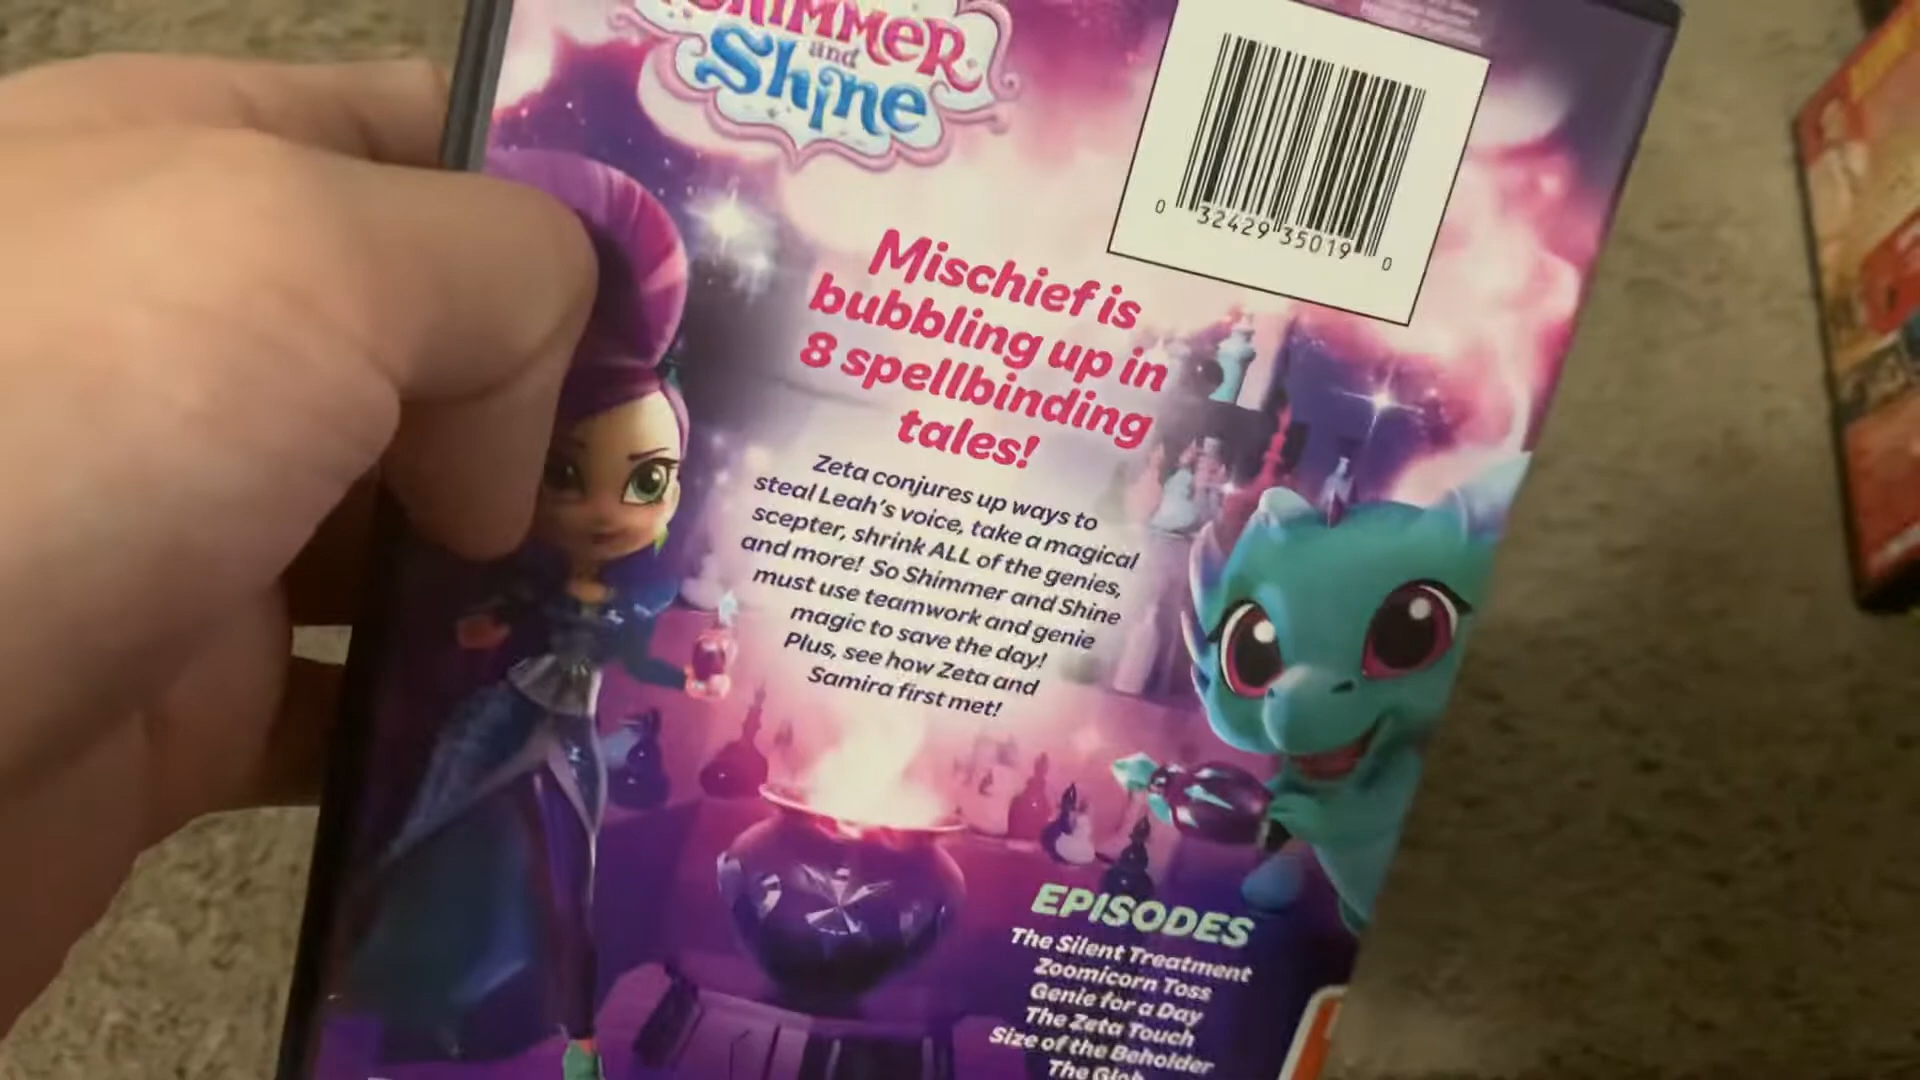 SHIMMER
and
Shine
0 32429 35019 0
Mischief is
bubbling up in
8 spellbinding
tales!
Zeta conjures up ways to
steal Leah's voice, take a magical
scepter, shrink ALL of the genies,
and more! So Shimmer and Shine
must use teamwork and genie
magic to save the day!
Plus, see how Zeta and
Samira first met!
EPISODES
The Silent Treatment
Zoomicorn Toss
Genie for a Day
The Zeta Touch
Size of the Beholder
The Glob